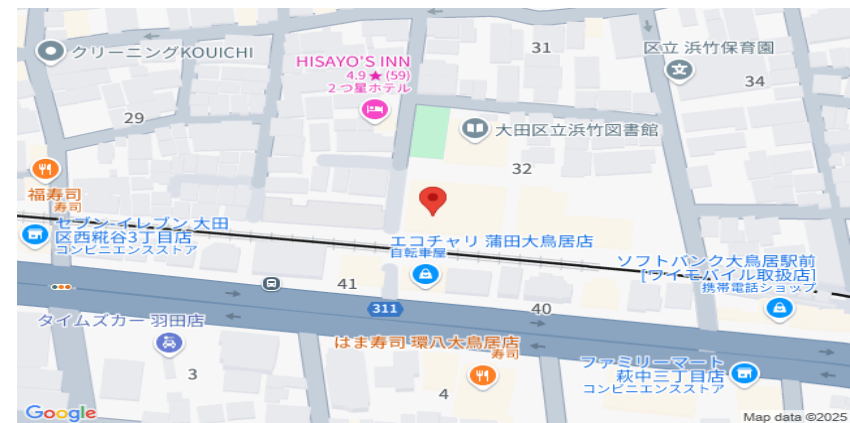 クリーニングKOUICHI
HISAYO'S INN
4.9★(59)
2つ星ホテル
31
区立 浜竹保育園
34
29
大田区立浜竹図書館
32
福寿司
寿司
セブン-イレブン 大田
区西糀谷3丁目店
コンビニエンスストア
エコチャリ 蒲田大鳥居店
自転車屋
ソフトバンク大鳥居駅前
[ワイモバイル取扱店]
携帯電話ショップ
41
311
40
タイムズカー 羽田店
はま寿司 環八大鳥居店
寿司
3
4
ファミリーマート
萩中三丁目店
コンビニエンスストア
Google
Map data ©2025